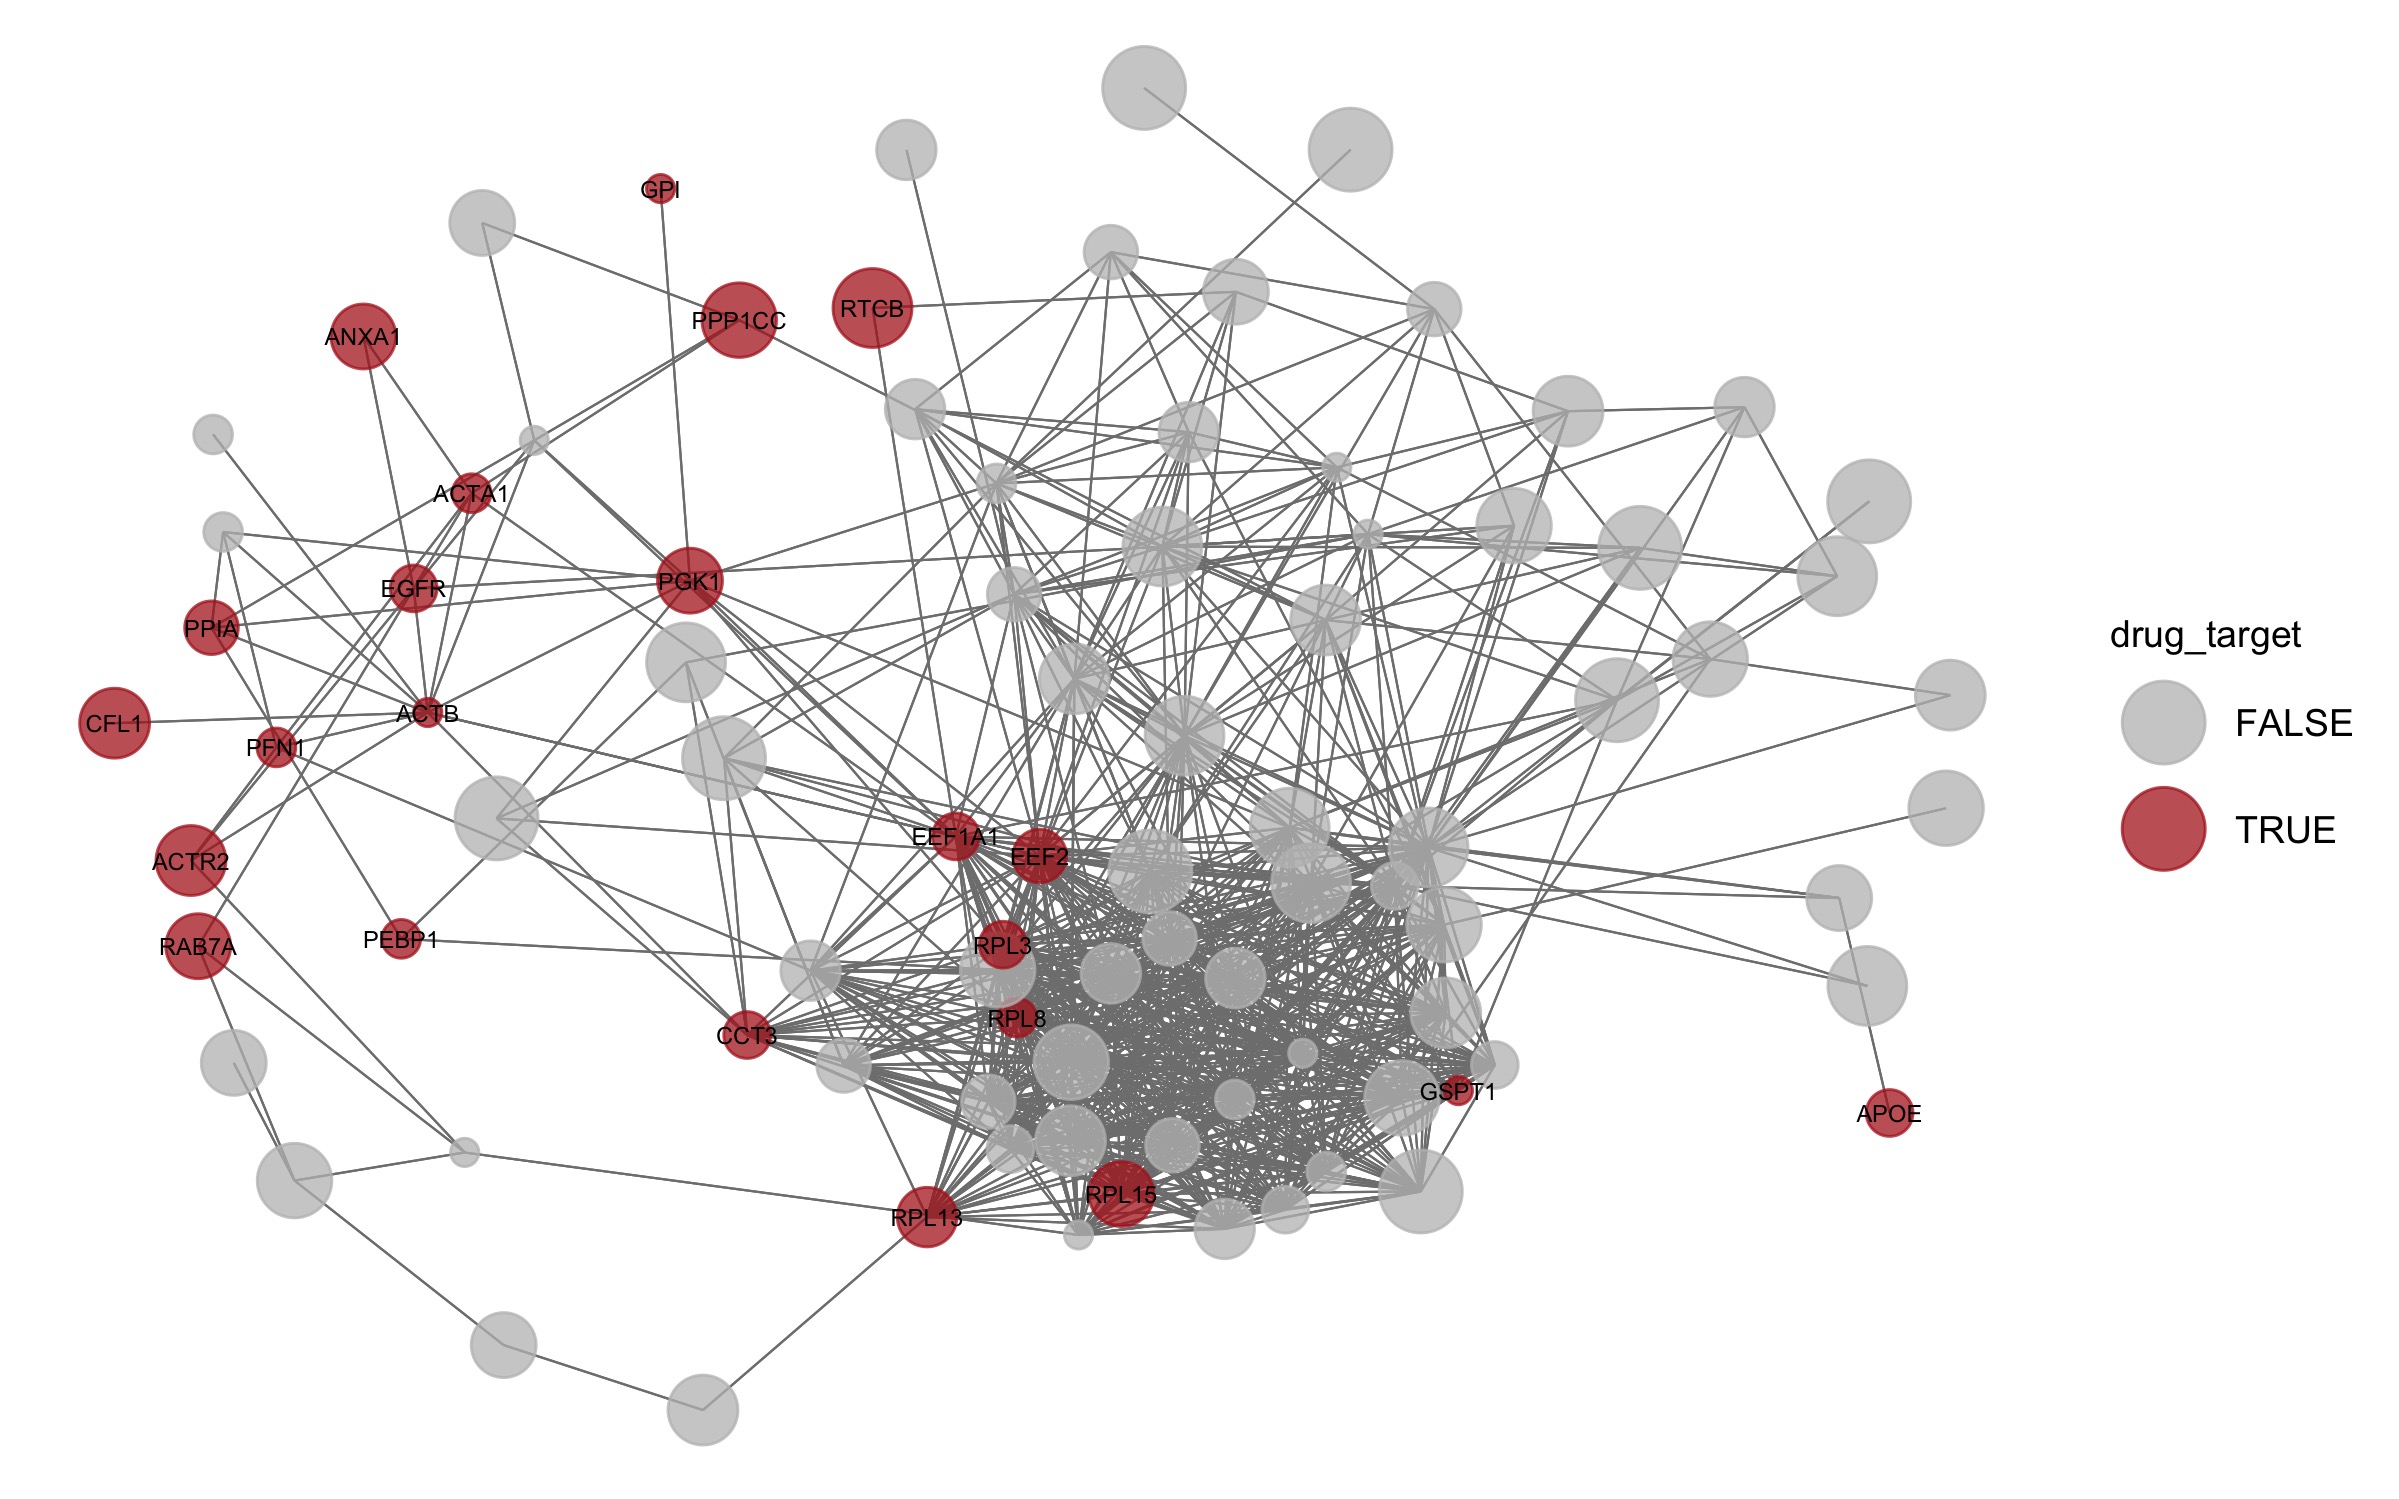 GPI
RTCB
PPP1CC
ANXA1
ACTA1
PGK1
EGFR
PPIA
drug_target
ACTB
CFL1
FALSE
PFN1
TRUE
EEF1A1
EEF2
ACTR2
PEBP1
RPL3
RAB7A
RPL8
CCT3
GSPT1
APOE
RPL15
RPL13